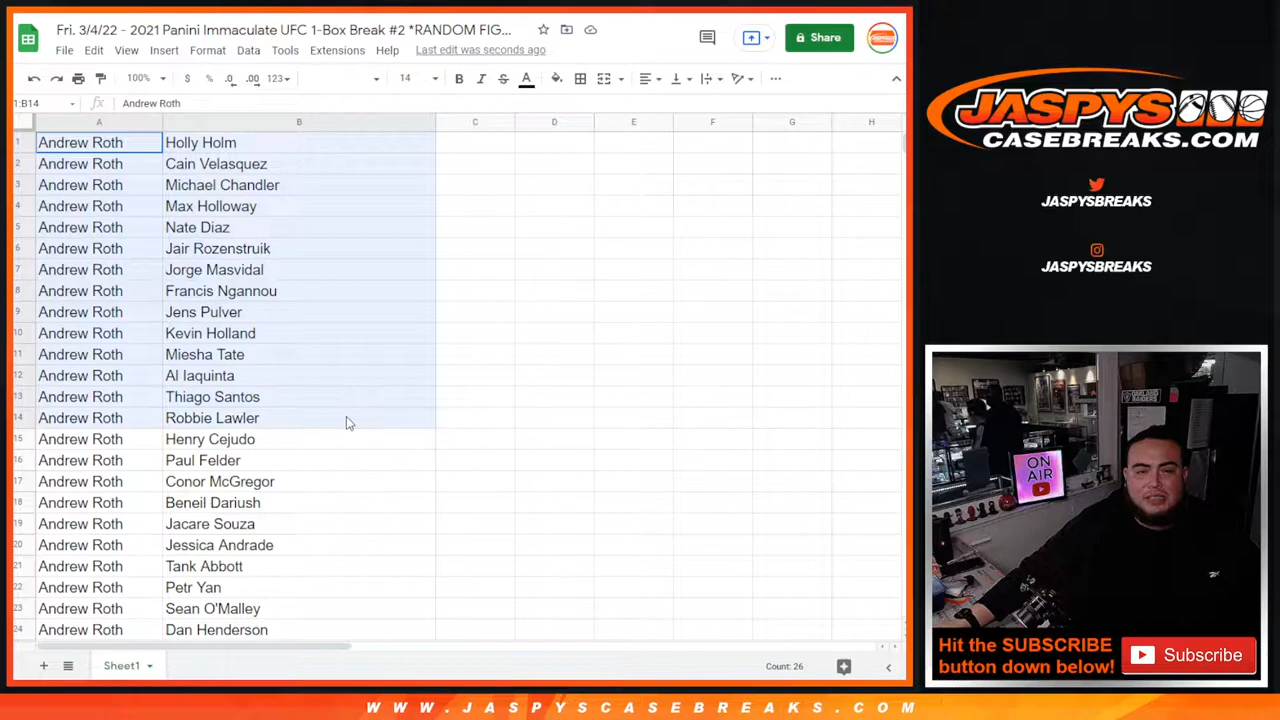 Fri. 3/4/22 - 2021 Panini Immaculate UFC 1-Box Break #2 *RANDOM FIG...
File Edit View Insert Format Data Tools Extensions Help Last edit was seconds ago
Share
100% $ % .0 .00 123 14 B I S A
1:B14 fx Andrew Roth
A B C D E F G H
1 Andrew Roth Holly Holm
2 Andrew Roth Cain Velasquez
3 Andrew Roth Michael Chandler
4 Andrew Roth Max Holloway
5 Andrew Roth Nate Diaz
6 Andrew Roth Jair Rozenstruik
7 Andrew Roth Jorge Masvidal
8 Andrew Roth Francis Ngannou
9 Andrew Roth Jens Pulver
10 Andrew Roth Kevin Holland
11 Andrew Roth Miesha Tate
12 Andrew Roth Al Iaquinta
13 Andrew Roth Thiago Santos
14 Andrew Roth Robbie Lawler
15 Andrew Roth Henry Cejudo
16 Andrew Roth Paul Felder
17 Andrew Roth Conor McGregor
18 Andrew Roth Beneil Dariush
19 Andrew Roth Jacare Souza
20 Andrew Roth Jessica Andrade
21 Andrew Roth Tank Abbott
22 Andrew Roth Petr Yan
23 Andrew Roth Sean O'Malley
24 Andrew Roth Dan Henderson
Sheet1
Count: 26
JASPYS
CASEBREAKS.COM
JASPYSBREAKS
JASPYSBREAKS
OAKLAND
RAIDERS
ON
AIR
Hit the SUBSCRIBE
button down below!
Subscribe
WWW.JASPYSCASEBREAKS.COM